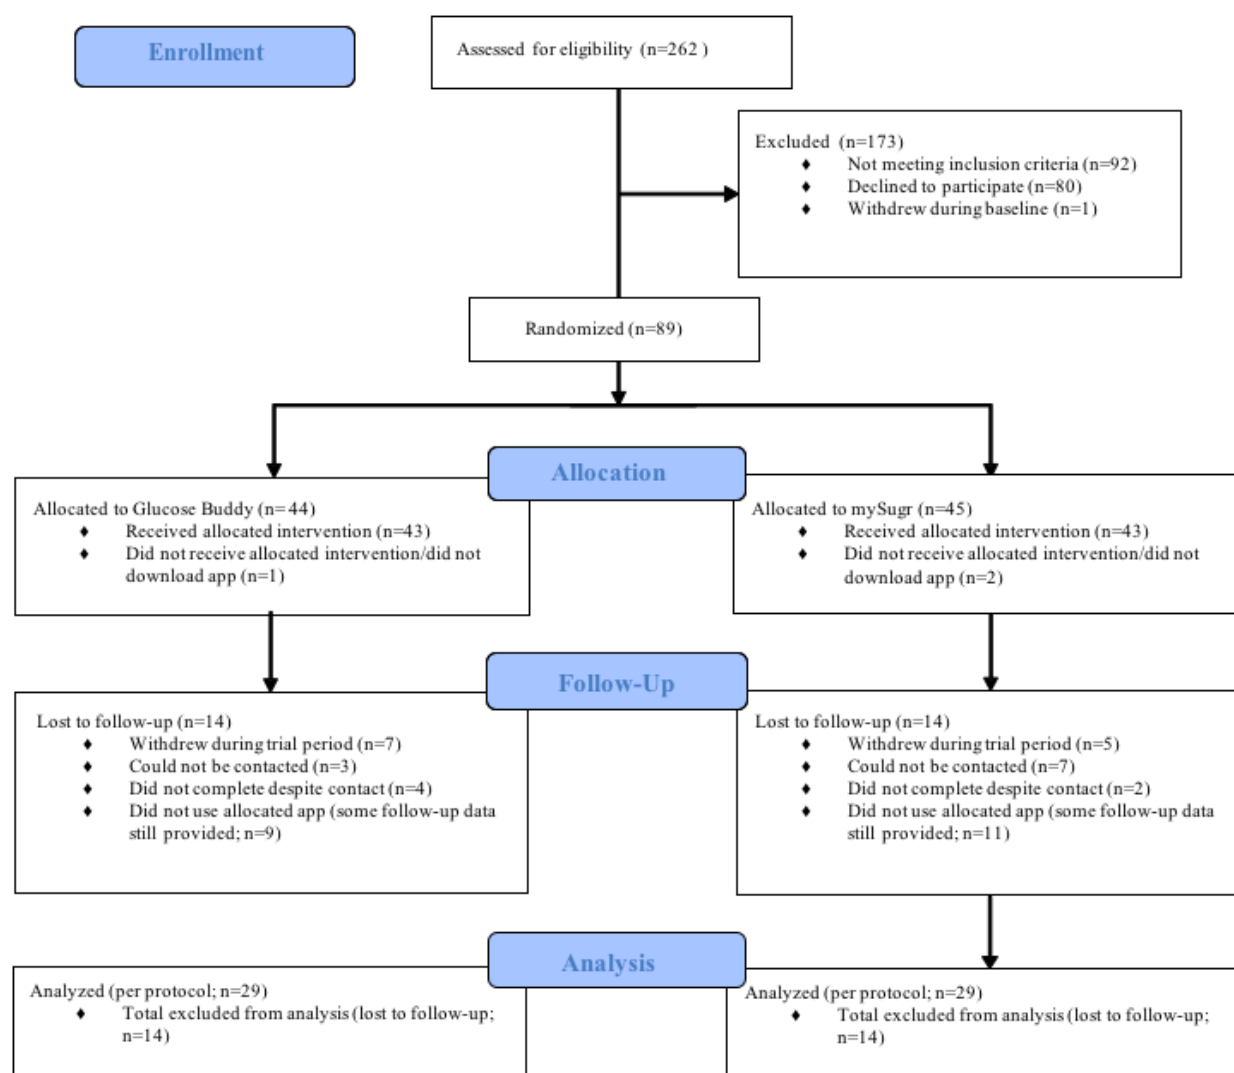 Enrollment
Assessed for eligibility (n=262 )
Excluded (n=173)
♦ Not meeting inclusion criteria (n=92)
♦ Declined to participate (n=80)
♦ Withdrew during baseline (n=1)
Randomized (n=89)
Allocation
Allocated to Glucose Buddy (n= 44)
♦ Received allocated intervention (n=43)
♦ Did not receive allocated intervention/did not
download app (n=1)
Allocated to mySugr (n=45)
♦ Received allocated intervention (n=43)
♦ Did not receive allocated intervention/did not
download app (n=2)
Follow-Up
Lost to follow-up (n=14)
♦ Withdrew during trial period (n=7)
♦ Could not be contacted (n=3)
♦ Did not complete despite contact (n=4)
♦ Did not use allocated app (some follow-up data
still provided; n=9)
Lost to follow-up (n=14)
♦ Withdrew during trial period (n=5)
♦ Could not be contacted (n=7)
♦ Did not complete despite contact (n=2)
♦ Did not use allocated app (some follow-up data
still provided; n=11)
Analysis
Analyzed (per protocol; n=29)
♦ Total excluded from analysis (lost to follow-up;
n=14)
Analyzed (per protocol; n=29)
♦ Total excluded from analysis (lost to follow-up;
n=14)